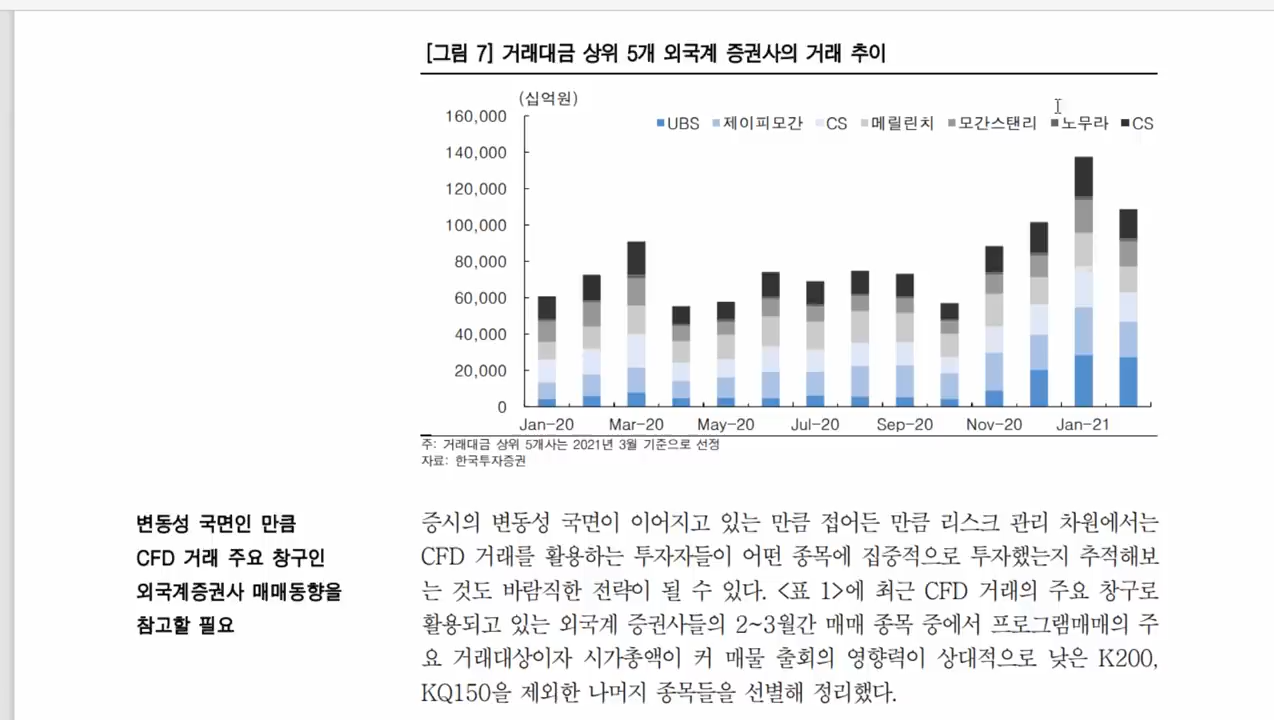 [그림 7] 거래대금 상위 5개 외국계 증권사의 거래 추이
(십억원)
160,000
140,000
120,000
100,000
80,000
60,000
40,000
20,000
0
UBS 제이피모간 CS 메릴린치 모간스탠리 노무라 CS
Jan-20 Mar-20 May-20 Jul-20 Sep-20 Nov-20 Jan-21
주: 거래대금 상위 5개사는 2021년 3월 기준으로 선정
자료: 한국투자증권
변동성 국면인 만큼
CFD 거래 주요 창구인
외국계증권사 매매동향을
참고할 필요
증시의 변동성 국면이 이어지고 있는 만큼 접어든 만큼 리스크 관리 차원에서는
CFD 거래를 활용하는 투자자들이 어떤 종목에 집중적으로 투자했는지 추적해보
는 것도 바람직한 전략이 될 수 있다. <표 1>에 최근 CFD 거래의 주요 창구로
활용되고 있는 외국계 증권사들의 2~3월간 매매 종목 중에서 프로그램매매의 주
요 거래대상이자 시가총액이 커 매물 출회의 영향력이 상대적으로 낮은 K200,
KQ150을 제외한 나머지 종목들을 선별해 정리했다.